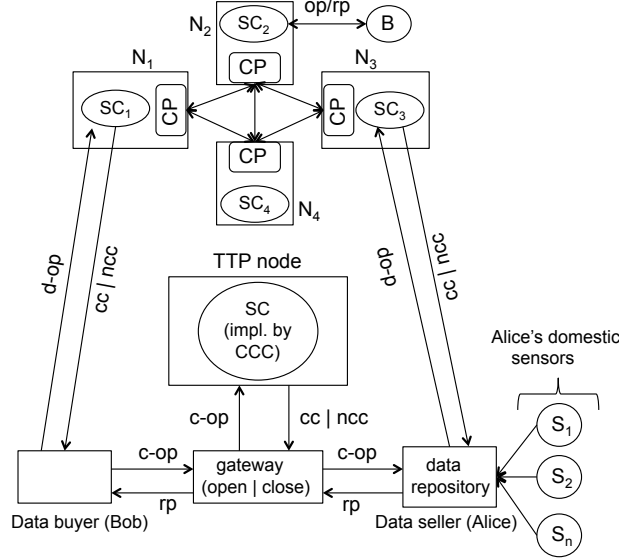 op/rp
N₂
SC₂
B
N₁
CP
N₃
SC₁
CP
CP
SC₃
CP
SC₄
N₄
d-op
cc | ncc
d-op
cc | ncc
TTP node
SC
(impl. by
CCC)
Alice's domestic
sensors
c-op
cc | ncc
S₁
c-op
gateway
(open | close)
c-op
data
repository
S₂
rp
rp
Data buyer (Bob)
Data seller (Alice)
Sₙ